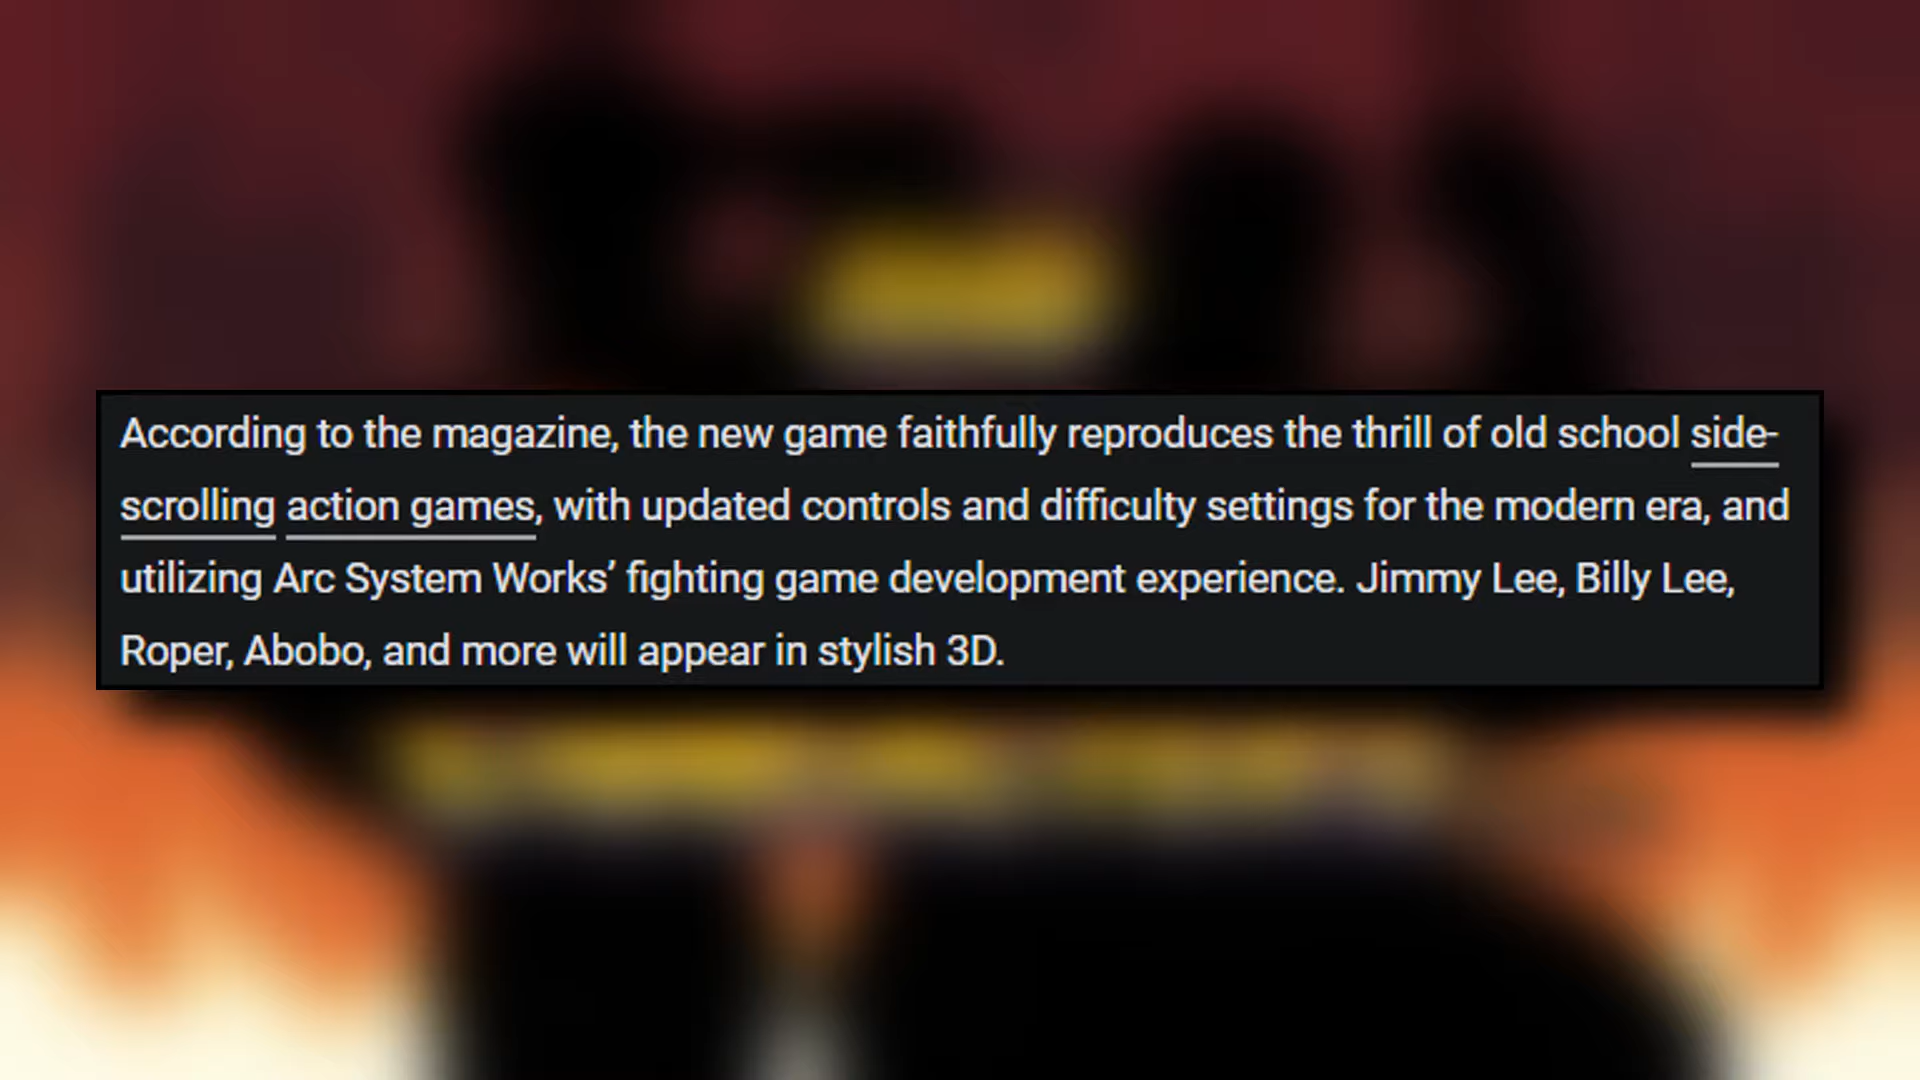 According to the magazine, the new game faithfully reproduces the thrill of old school side-
scrolling action games, with updated controls and difficulty settings for the modern era, and
utilizing Arc System Works’ fighting game development experience. Jimmy Lee, Billy Lee,
Roper, Abobo, and more will appear in stylish 3D.